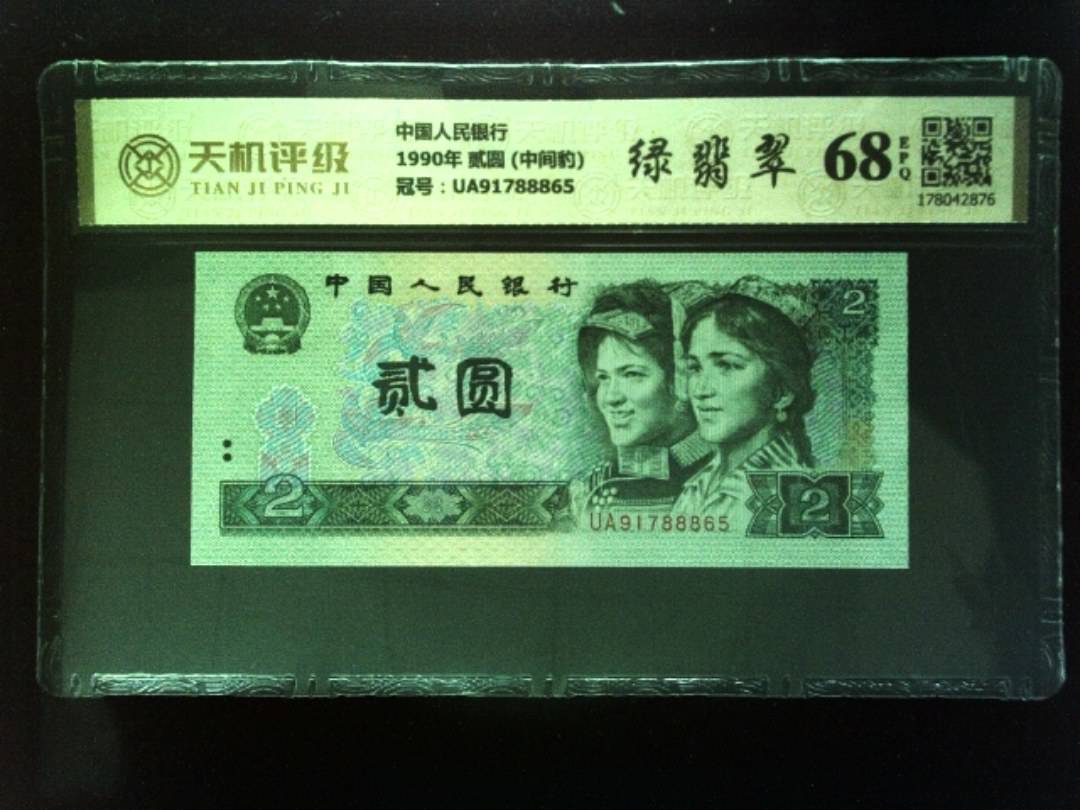 天机评级
TIAN JI PING JI
中国人民银行
1990年 贰圆 (中间豹)
冠号：UA91788865
绿翡翠
68
EPQ
178042876
中国人民银行
2
贰圆
2
UA91788865
2